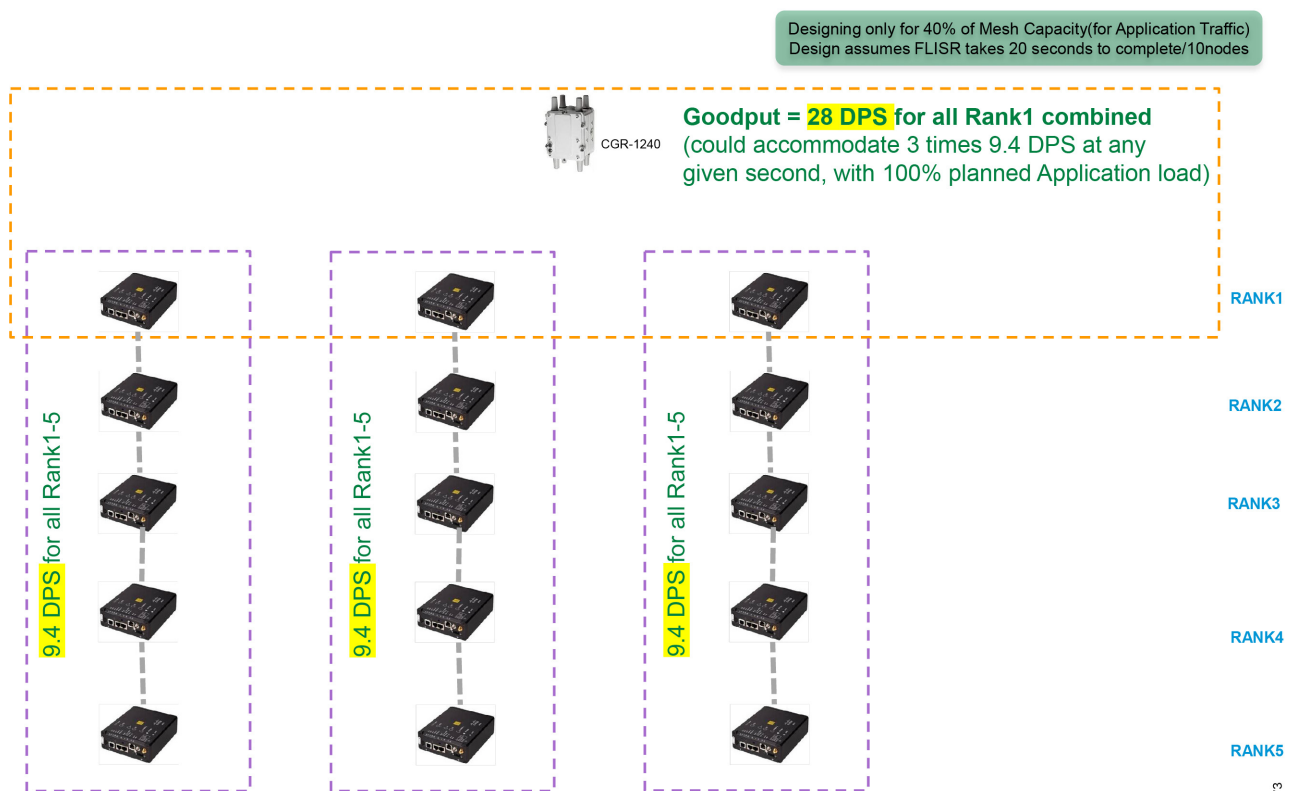 Designing only for 40% of Mesh Capacity(for Application Traffic)
Design assumes FLISR takes 20 seconds to complete/10nodes
Goodput = 28 DPS for all Rank1 combined
(could accommodate 3 times 9.4 DPS at any
given second, with 100% planned Application load)
CGR-1240
RANK1
RANK2
RANK3
RANK4
RANK5
9.4 DPS for all Rank1-5
9.4 DPS for all Rank1-5
9.4 DPS for all Rank1-5